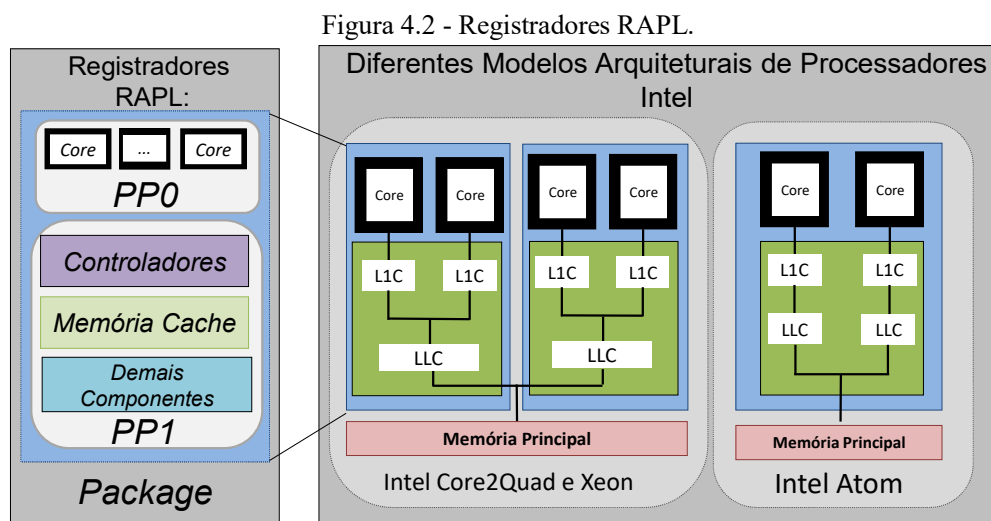 Figura 4.2 - Registradores RAPL.
Registradores
RAPL:
Core
...
Core
PP0
Controladores
Memória Cache
Demais
Componentes
PP1
Package
Diferentes Modelos Arquiteturais de Processadores
Intel
Core
Core
Core
Core
L1C
L1C
L1C
L1C
LLC
LLC
Memória Principal
Intel Core2Quad e Xeon
Core
Core
L1C
L1C
LLC
LLC
Memória Principal
Intel Atom